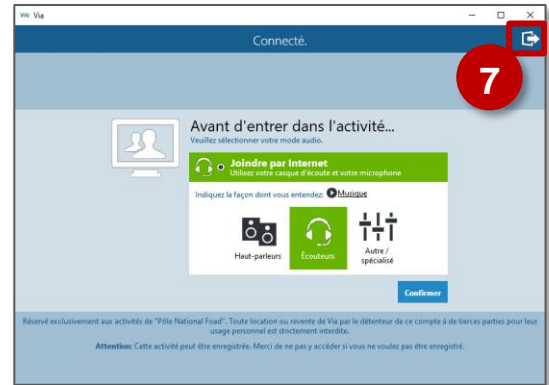 via Via
Connecté.
7
Avant d'entrer dans l'activité...
Veuillez sélectionner votre mode audio.
Joindre par Internet
Utilisez votre casque d'écoute et votre microphone
Indiquez la façon dont vous entendez: Musique
Haut-parleurs
Écouteurs
Autre /
spécialisé
Confirmer
Réservé exclusivement aux activités de "Pôle National Foad". Toute location ou revente de Via par le détenteur de ce compte à de tierces parties pour leur
usage personnel est strictement interdite.
Attention: Cette activité peut être enregistrée. Merci de ne pas y accéder si vous ne voulez pas être enregistré.